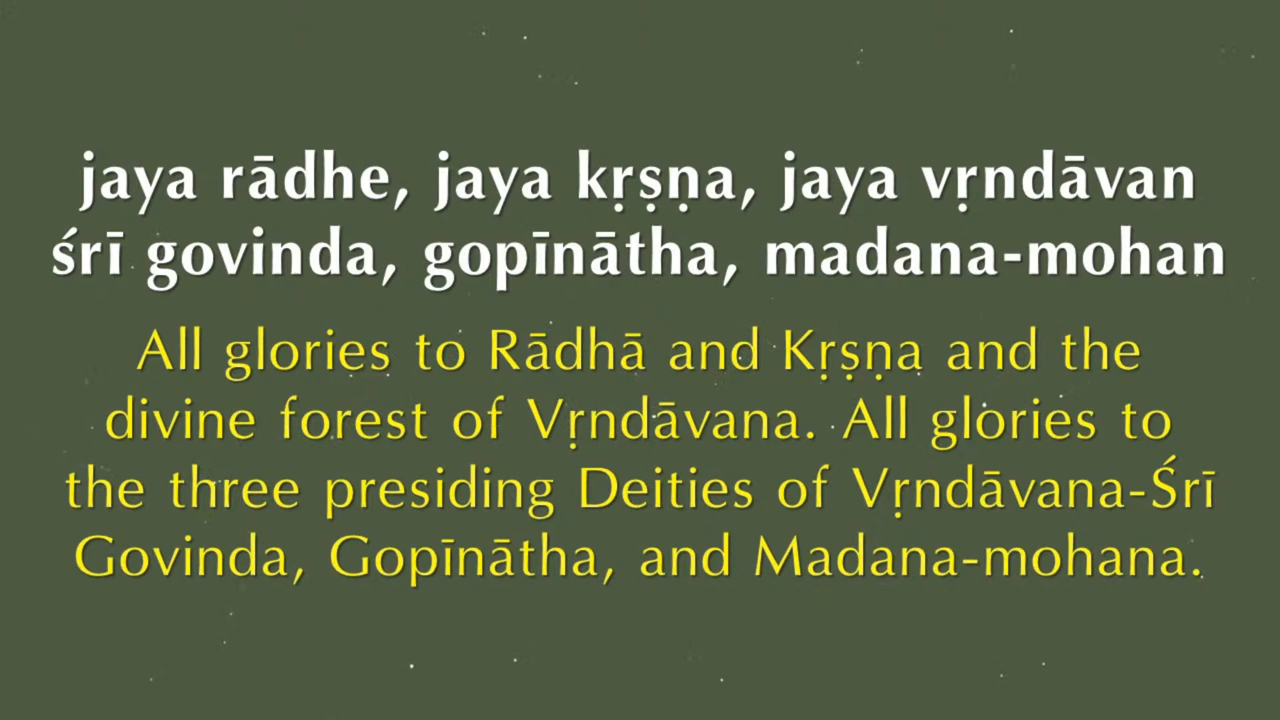 jaya rādhe, jaya kṛṣṇa, jaya vṛndāvan
śrī govinda, gopīnātha, madana-mohan
All glories to Rādhā and Kṛṣṇa and the
divine forest of Vṛndāvana. All glories to
the three presiding Deities of Vṛndāvana-Śrī
Govinda, Gopīnātha, and Madana-mohana.